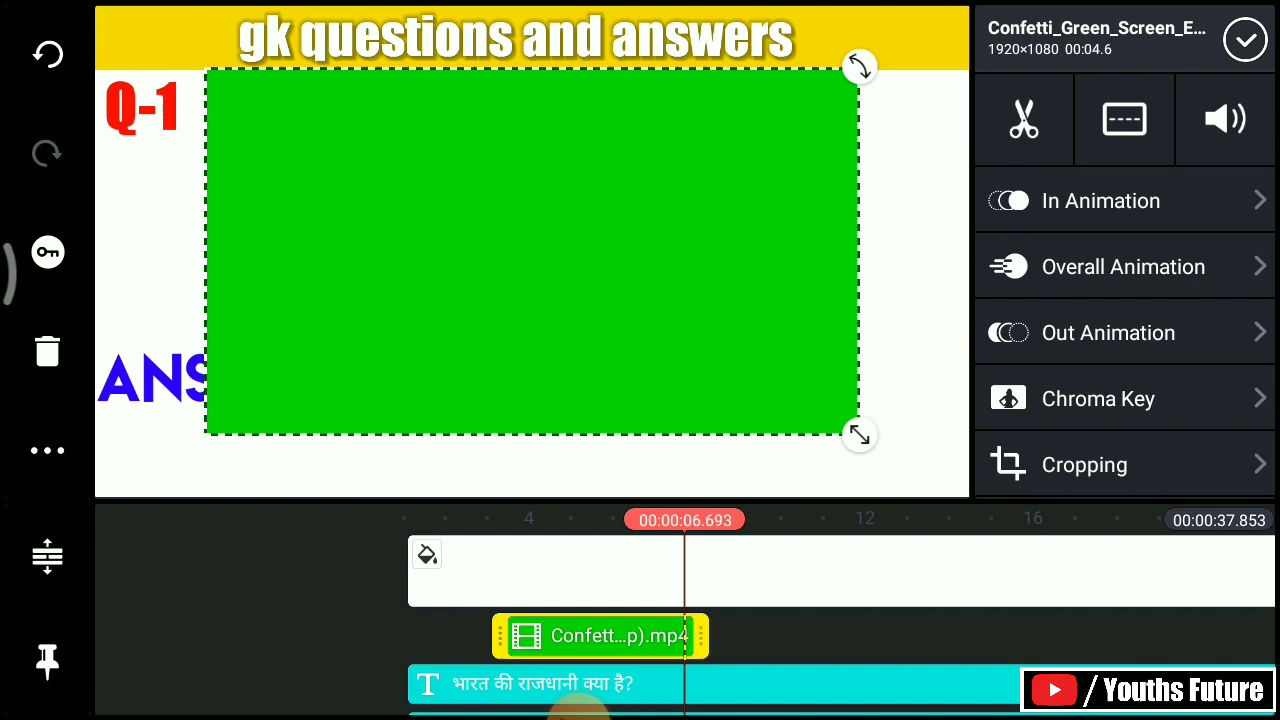 gk questions and answers
Confetti_Green_Screen_E...
1920×1080 00:04.6
Q-1
In Animation
Overall Animation
Out Animation
ANS
Chroma Key
Cropping
4
00:00:06.693
12
16
00:00:37.853
Confett...p).mp4
T भारत की राजधानी क्या है?
/ Youths Future